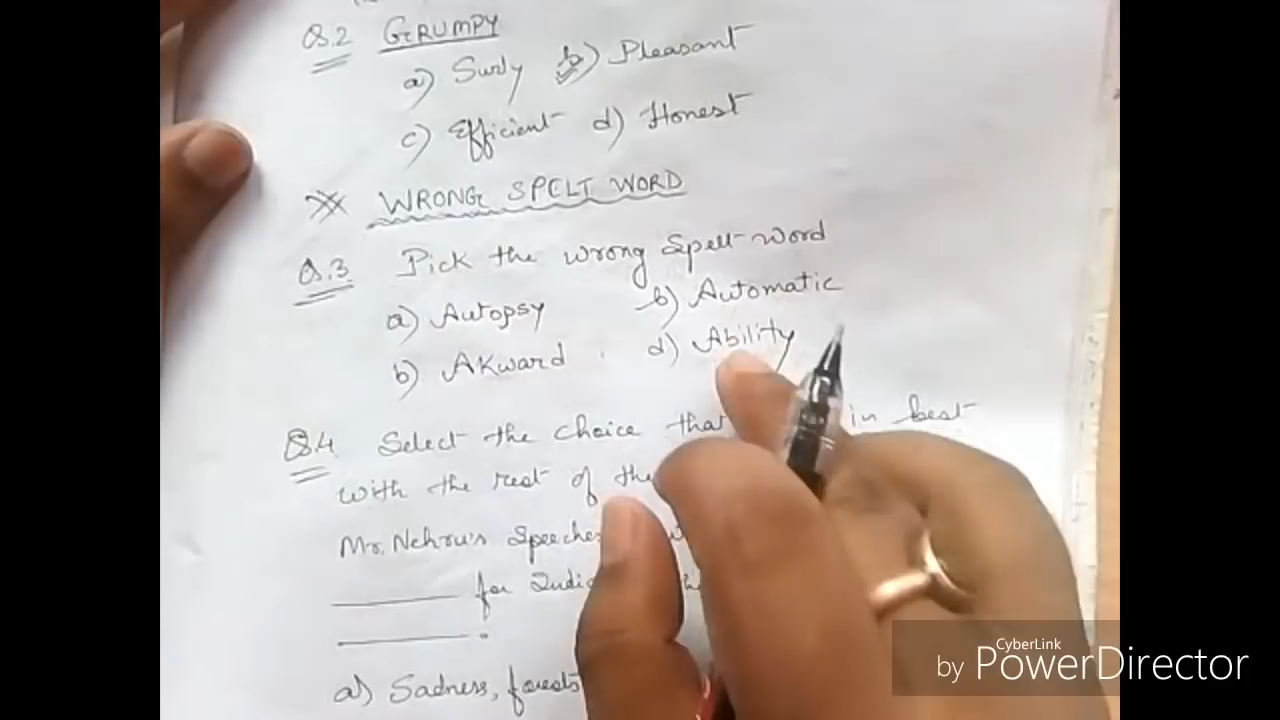 Q.2 GRUMPY
a) Surly b) Pleasant
c) Efficient d) Honest
WRONG SPELT WORD
Q.3 Pick the wrong Spelt word
a) Autopsy b) Automatic
b) AKward d) Ability
Q.4 Select the choice that in best
with the rest of the
Mr. Nehru's Speeches
for
a) Sadness, forests
CyberLink
by PowerDirector